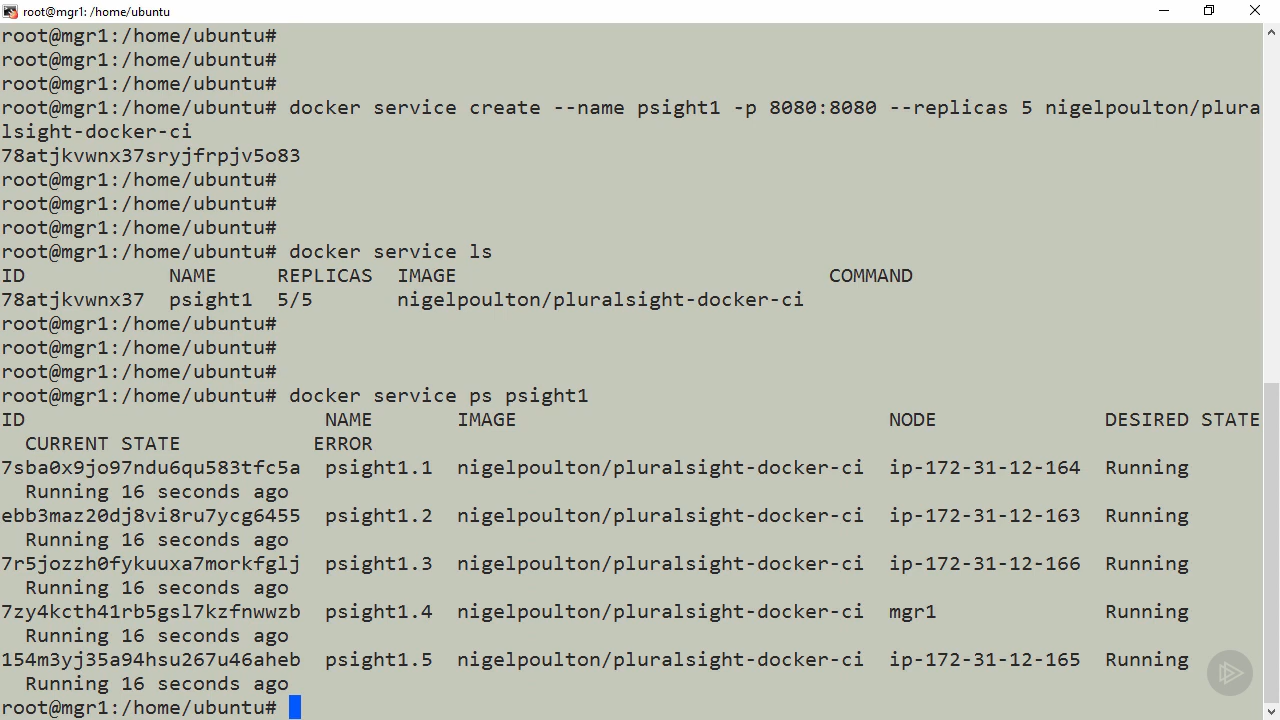 root@mgr1: /home/ubuntu
root@mgr1:/home/ubuntu#
root@mgr1:/home/ubuntu#
root@mgr1:/home/ubuntu#
root@mgr1:/home/ubuntu# docker service create --name psight1 -p 8080:8080 --replicas 5 nigelpoulton/plura
lsight-docker-ci
78atjkvwnx37sryjfrpjv5o83
root@mgr1:/home/ubuntu#
root@mgr1:/home/ubuntu#
root@mgr1:/home/ubuntu#
root@mgr1:/home/ubuntu# docker service ls
ID            NAME     REPLICAS  IMAGE                               COMMAND
78atjkvwnx37  psight1  5/5       nigelpoulton/pluralsight-docker-ci
root@mgr1:/home/ubuntu#
root@mgr1:/home/ubuntu#
root@mgr1:/home/ubuntu#
root@mgr1:/home/ubuntu# docker service ps psight1
ID                         NAME       IMAGE                               NODE              DESIRED STATE
  CURRENT STATE           ERROR
7sba0x9jo97ndu6qu583tfc5a  psight1.1  nigelpoulton/pluralsight-docker-ci  ip-172-31-12-164  Running
  Running 16 seconds ago
ebb3maz20dj8vi8ru7ycg6455  psight1.2  nigelpoulton/pluralsight-docker-ci  ip-172-31-12-163  Running
  Running 16 seconds ago
7r5jozzh0fykuuxa7morkfglj  psight1.3  nigelpoulton/pluralsight-docker-ci  ip-172-31-12-166  Running
  Running 16 seconds ago
7zy4kcth41rb5gsl7kzfnwwzb  psight1.4  nigelpoulton/pluralsight-docker-ci  mgr1              Running
  Running 16 seconds ago
154m3yj35a94hsu267u46aheb  psight1.5  nigelpoulton/pluralsight-docker-ci  ip-172-31-12-165  Running
  Running 16 seconds ago
root@mgr1:/home/ubuntu#